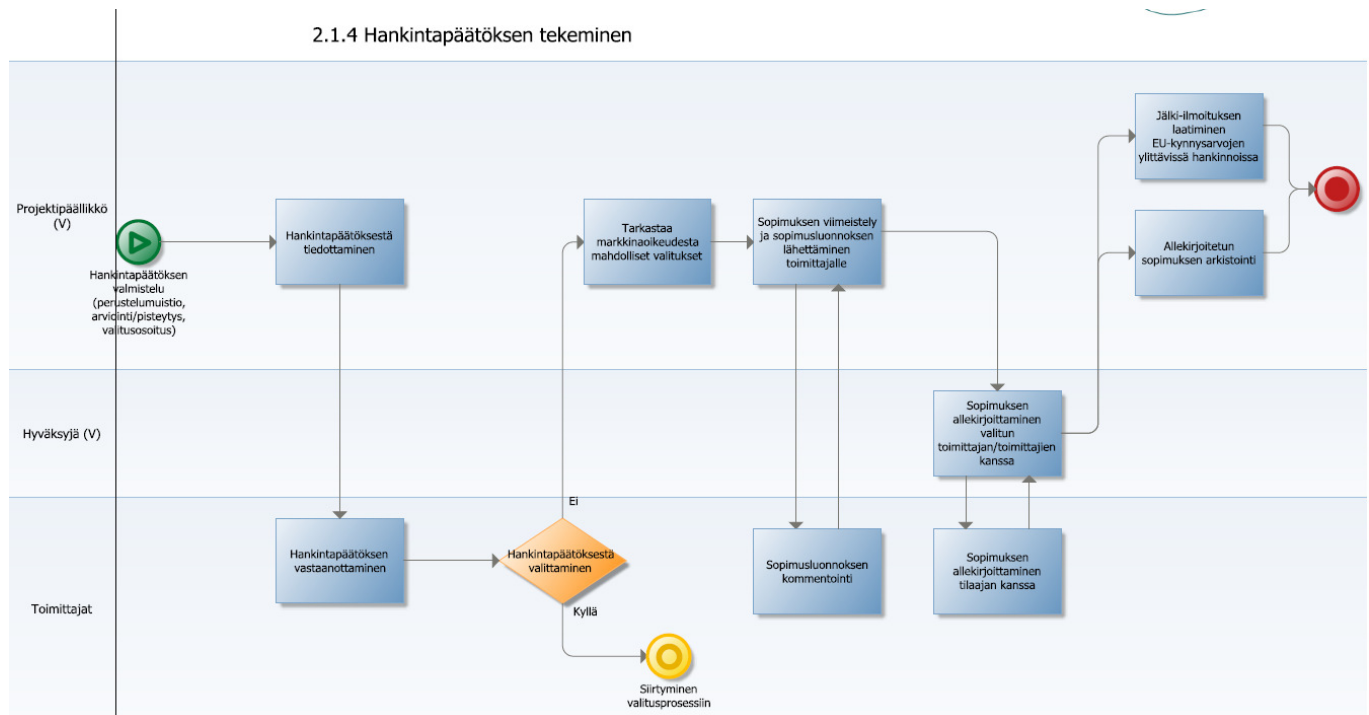 2.1.4 Hankintapäätöksen tekeminen
Projektipäällikkö
(V)
Hankintapäätöksen
valmistelu
(perustelumuistio,
arviointi/pisteytys,
valitusosoitus)
Hankintapäätöksestä
tiedottaminen
Tarkastaa
markkinaoikeudesta
mahdolliset valitukset
Sopimuksen viimeistely
ja sopimusluonnoksen
lähettäminen
toimittajalle
Jälki-ilmoituksen
laatiminen
EU-kynnysarvojen
ylittävissä hankinnoissa
Allekirjoitetun
sopimuksen arkistointi
Hyväksyjä (V)
Sopimuksen
allekirjoittaminen
valitun
toimittajan/toimittajien
kanssa
Toimittajat
Hankintapäätöksen
vastaanottaminen
Ei
Hankintapäätöksestä
valittaminen
Kyllä
Siirtyminen
valitusprosessiin
Sopimusluonnoksen
kommentointi
Sopimuksen
allekirjoittaminen
tilaajan kanssa